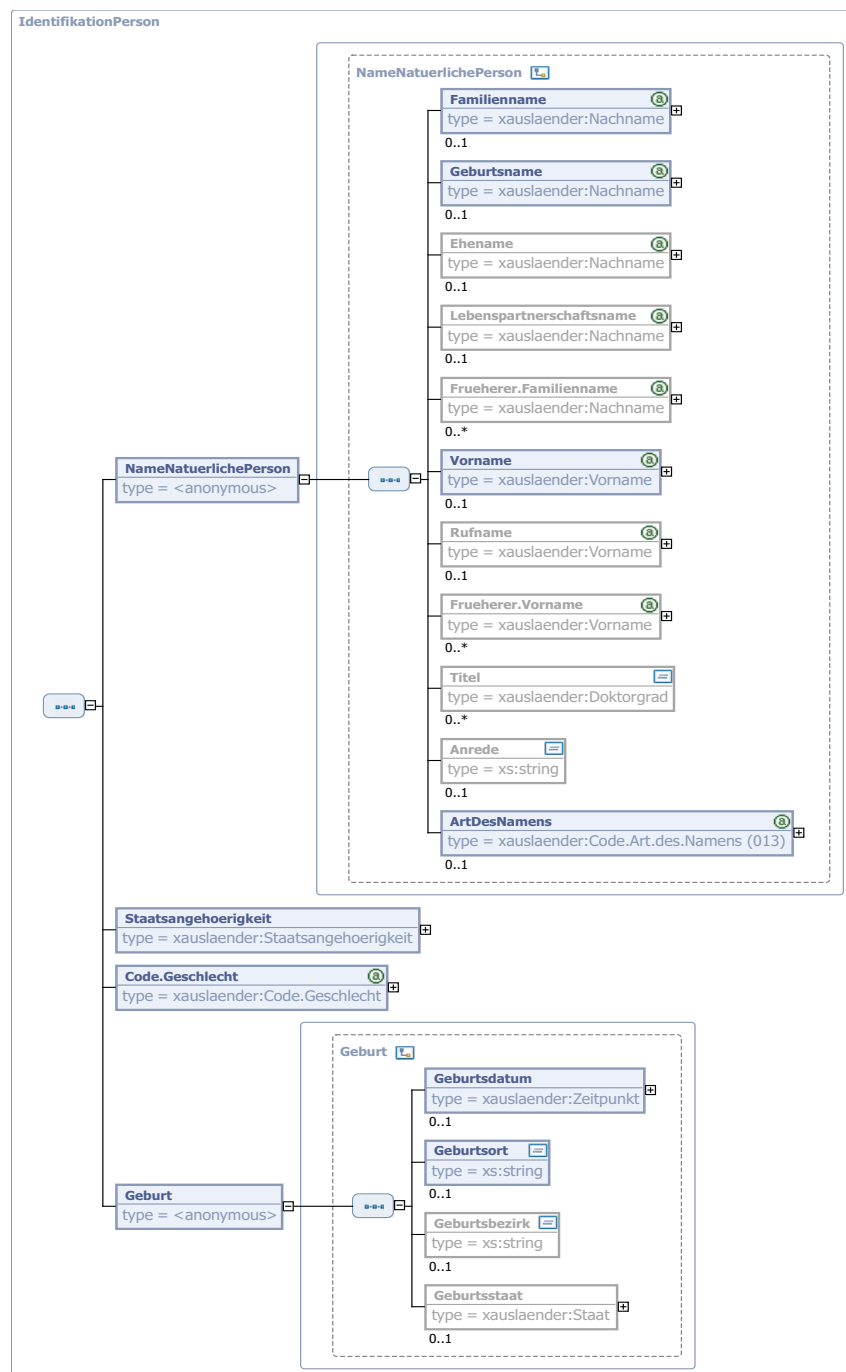 IdentifikationPerson
NameNatuerlichePerson
Familienname
type = xauslaender:Nachname
0..1
Geburtsname
type = xauslaender:Nachname
0..1
Ehename
type = xauslaender:Nachname
0..1
Lebenspartnerschaftsname
type = xauslaender:Nachname
0..1
Frueherer.Familienname
type = xauslaender:Nachname
0..*
NameNatuerlichePerson
type = <anonymous>
Vorname
type = xauslaender:Vorname
0..1
Rufname
type = xauslaender:Vorname
0..1
Frueherer.Vorname
type = xauslaender:Vorname
0..*
Titel
type = xauslaender:Doktorgrad
0..*
Anrede
type = xs:string
0..1
ArtDesNamens
type = xauslaender:Code.Art.des.Namens (013)
0..1
Staatsangehoerigkeit
type = xauslaender:Staatsangehoerigkeit
Code.Geschlecht
type = xauslaender:Code.Geschlecht
Geburt
Geburtsdatum
type = xauslaender:Zeitpunkt
0..1
Geburtsort
type = xs:string
0..1
Geburt
type = <anonymous>
Geburtsbezirk
type = xs:string
0..1
Geburtsstaat
type = xauslaender:Staat
0..1